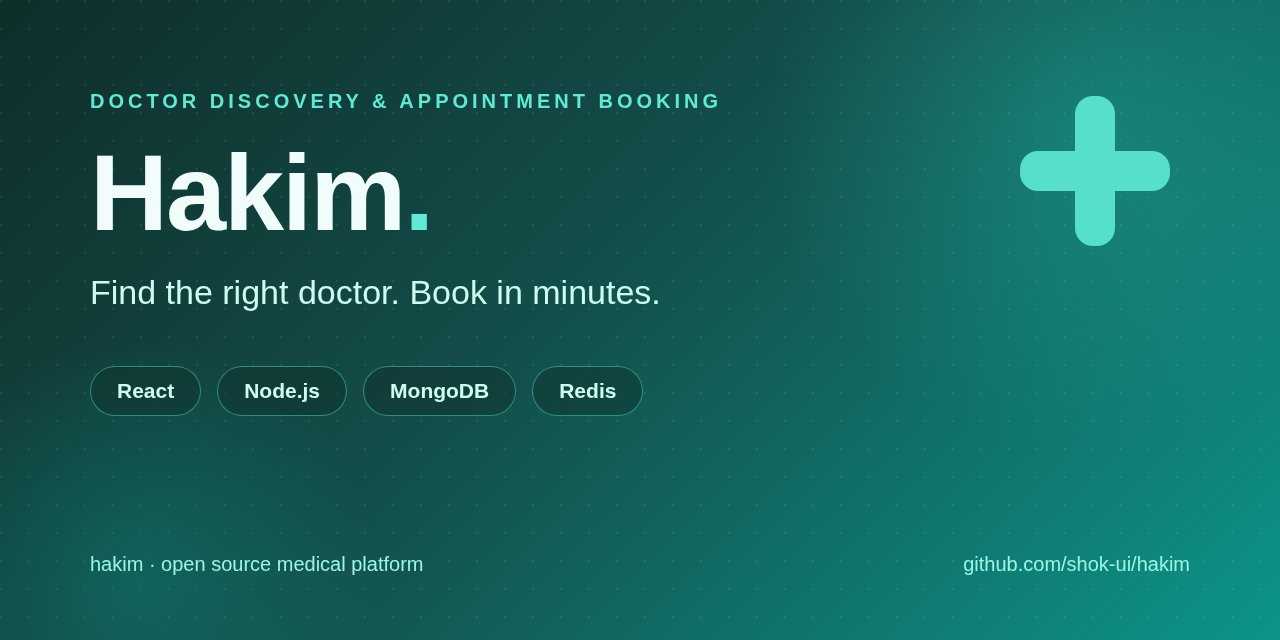 DOCTOR DISCOVERY & APPOINTMENT BOOKING
Hakim.
Find the right doctor. Book in minutes.
React Node.js MongoDB Redis
hakim · open source medical platform
github.com/shok-ui/hakim